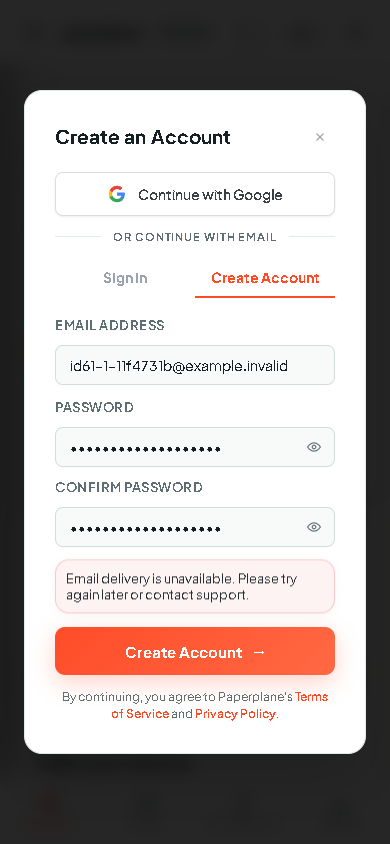 Create an Account
×
Continue with Google
OR CONTINUE WITH EMAIL
Sign In
Create Account
EMAIL ADDRESS
id61-1-11f4731b@example.invalid
PASSWORD
••••••••••••••••••
CONFIRM PASSWORD
••••••••••••••••••
Email delivery is unavailable. Please try
again later or contact support.
Create Account →
By continuing, you agree to Paperplane's Terms
of Service and Privacy Policy.